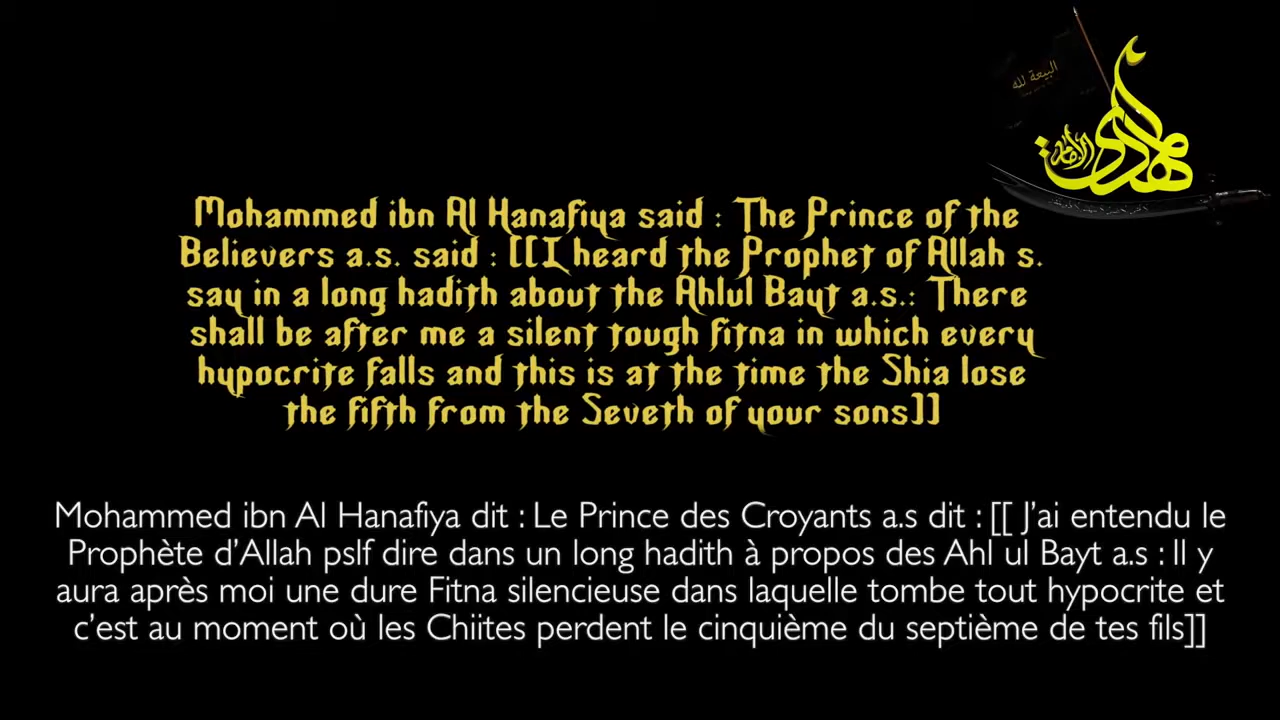 البيعة لله
الإمام
المهدي
Mohammed ibn Al Hanafiya said : The Prince of the
Believers a.s. said : [[I heard the Prophet of Allah s.
say in a long hadith about the Ahlul Bayt a.s.: There
shall be after me a silent tough fitna in which every
hypocrite falls and this is at the time the Shia lose
the fifth from the Seveth of your sons]]
Mohammed ibn Al Hanafiya dit : Le Prince des Croyants a.s dit : [[ J’ai entendu le
Prophète d’Allah pslf dire dans un long hadith à propos des Ahl ul Bayt a.s : Il y
aura après moi une dure Fitna silencieuse dans laquelle tombe tout hypocrite et
c’est au moment où les Chiites perdent le cinquième du septième de tes fils]]